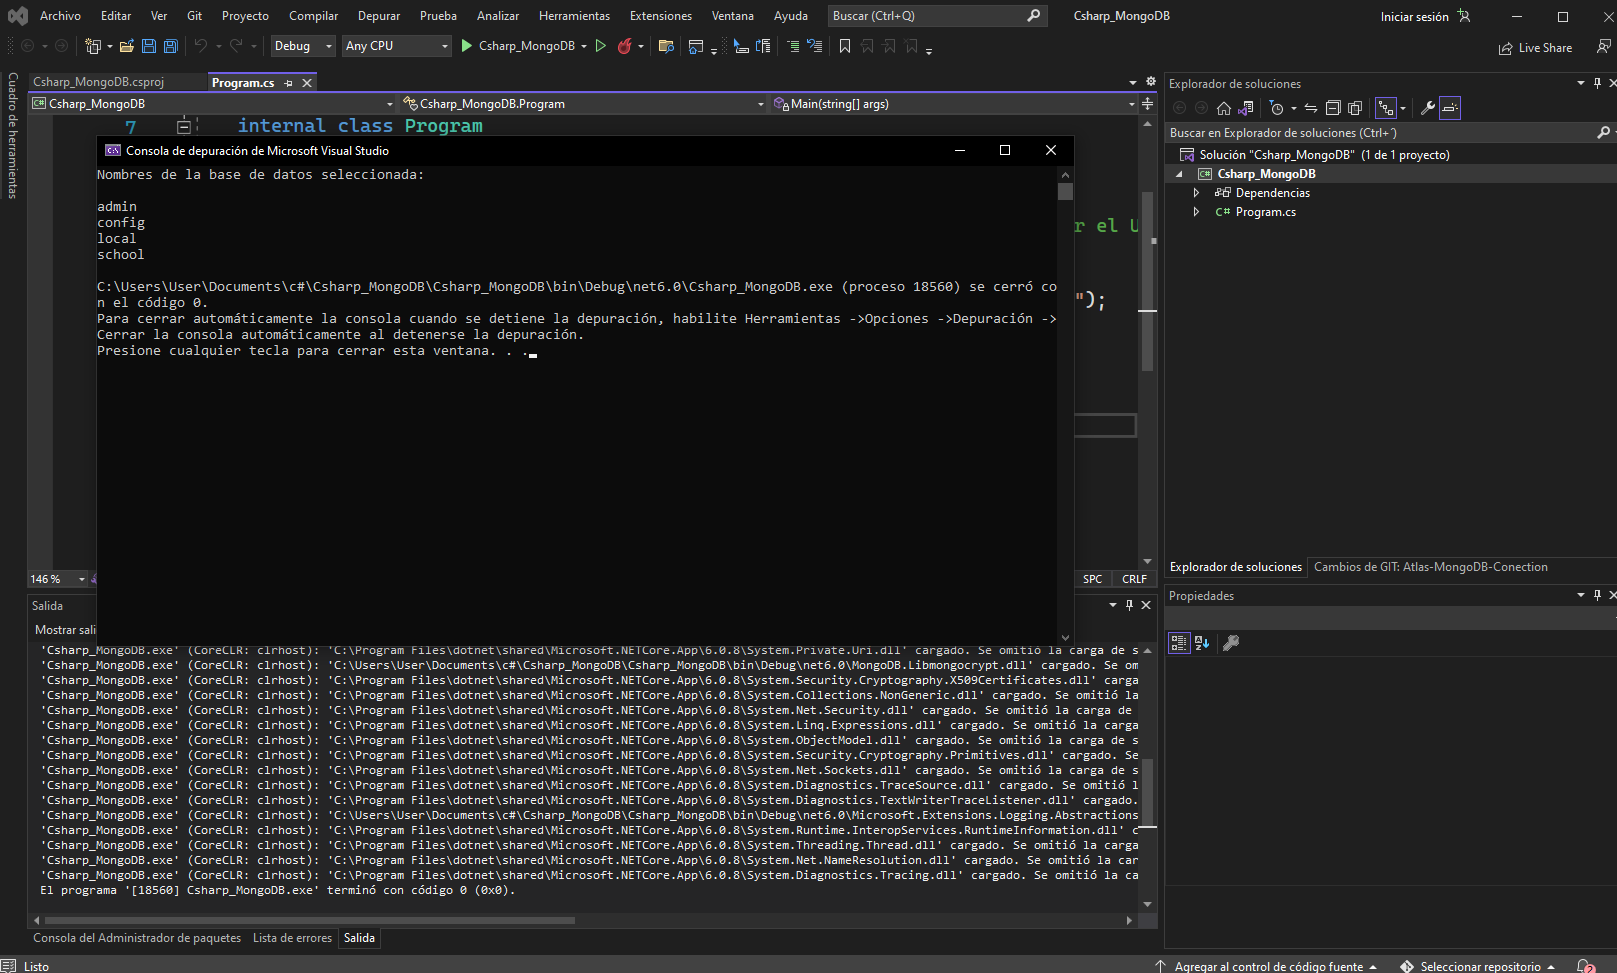 Archivo Editar Ver Git Proyecto Compilar Depurar Prueba Analizar Herramientas Extensiones Ventana Ayuda Buscar (Ctrl+Q) Csharp_MongoDB Iniciar sesión
Debug Any CPU Csharp_MongoDB Live Share
Cuadro de herramientas
Csharp_MongoDB.csproj Program.cs
Csharp_MongoDB Csharp_MongoDB.Program Main(string[] args)
7 internal class Program
r el U
");
Consola de depuración de Microsoft Visual Studio
Nombres de la base de datos seleccionada:
admin
config
local
school
C:\Users\User\Documents\c#\Csharp_MongoDB\Csharp_MongoDB\bin\Debug\net6.0\Csharp_MongoDB.exe (proceso 18560) se cerró co
n el código 0.
Para cerrar automáticamente la consola cuando se detiene la depuración, habilite Herramientas ->Opciones ->Depuración ->
Cerrar la consola automáticamente al detenerse la depuración.
Presione cualquier tecla para cerrar esta ventana. . .
146 % SPC CRLF
Salida
Mostrar sali
'Csharp_MongoDB.exe' (CoreCLR: clrhost): 'C:\Program Files\dotnet\shared\Microsoft.NETCore.App\6.0.8\System.Private.Uri.dll' cargado. Se omitió la carga de s
'Csharp_MongoDB.exe' (CoreCLR: clrhost): 'C:\Users\User\Documents\c#\Csharp_MongoDB\Csharp_MongoDB\bin\Debug\net6.0\MongoDB.Libmongocrypt.dll' cargado. Se om
'Csharp_MongoDB.exe' (CoreCLR: clrhost): 'C:\Program Files\dotnet\shared\Microsoft.NETCore.App\6.0.8\System.Security.Cryptography.X509Certificates.dll' carga
'Csharp_MongoDB.exe' (CoreCLR: clrhost): 'C:\Program Files\dotnet\shared\Microsoft.NETCore.App\6.0.8\System.Collections.NonGeneric.dll' cargado. Se omitió la
'Csharp_MongoDB.exe' (CoreCLR: clrhost): 'C:\Program Files\dotnet\shared\Microsoft.NETCore.App\6.0.8\System.Net.Security.dll' cargado. Se omitió la carga de
'Csharp_MongoDB.exe' (CoreCLR: clrhost): 'C:\Program Files\dotnet\shared\Microsoft.NETCore.App\6.0.8\System.Linq.Expressions.dll' cargado. Se omitió la carga
'Csharp_MongoDB.exe' (CoreCLR: clrhost): 'C:\Program Files\dotnet\shared\Microsoft.NETCore.App\6.0.8\System.ObjectModel.dll' cargado. Se omitió la carga de s
'Csharp_MongoDB.exe' (CoreCLR: clrhost): 'C:\Program Files\dotnet\shared\Microsoft.NETCore.App\6.0.8\System.Security.Cryptography.Primitives.dll' cargado. Se
'Csharp_MongoDB.exe' (CoreCLR: clrhost): 'C:\Program Files\dotnet\shared\Microsoft.NETCore.App\6.0.8\System.Net.Sockets.dll' cargado. Se omitió la carga de s
'Csharp_MongoDB.exe' (CoreCLR: clrhost): 'C:\Program Files\dotnet\shared\Microsoft.NETCore.App\6.0.8\System.Diagnostics.TraceSource.dll' cargado. Se omitió l
'Csharp_MongoDB.exe' (CoreCLR: clrhost): 'C:\Program Files\dotnet\shared\Microsoft.NETCore.App\6.0.8\System.Diagnostics.TextWriterTraceListener.dll' cargado.
'Csharp_MongoDB.exe' (CoreCLR: clrhost): 'C:\Users\User\Documents\c#\Csharp_MongoDB\Csharp_MongoDB\bin\Debug\net6.0\Microsoft.Extensions.Logging.Abstractions
'Csharp_MongoDB.exe' (CoreCLR: clrhost): 'C:\Program Files\dotnet\shared\Microsoft.NETCore.App\6.0.8\System.Runtime.InteropServices.RuntimeInformation.dll' c
'Csharp_MongoDB.exe' (CoreCLR: clrhost): 'C:\Program Files\dotnet\shared\Microsoft.NETCore.App\6.0.8\System.Threading.Thread.dll' cargado. Se omitió la carga
'Csharp_MongoDB.exe' (CoreCLR: clrhost): 'C:\Program Files\dotnet\shared\Microsoft.NETCore.App\6.0.8\System.Net.NameResolution.dll' cargado. Se omitió la car
'Csharp_MongoDB.exe' (CoreCLR: clrhost): 'C:\Program Files\dotnet\shared\Microsoft.NETCore.App\6.0.8\System.Diagnostics.Tracing.dll' cargado. Se omitió la ca
El programa '[18560] Csharp_MongoDB.exe' terminó con código 0 (0x0).
Consola del Administrador de paquetes Lista de errores Salida
Explorador de soluciones
Buscar en Explorador de soluciones (Ctrl+´)
Solución "Csharp_MongoDB" (1 de 1 proyecto)
C# Csharp_MongoDB
Dependencias
C# Program.cs
Explorador de soluciones Cambios de GIT: Atlas-MongoDB-Conection
Propiedades
Listo Agregar al control de código fuente Seleccionar repositorio 2